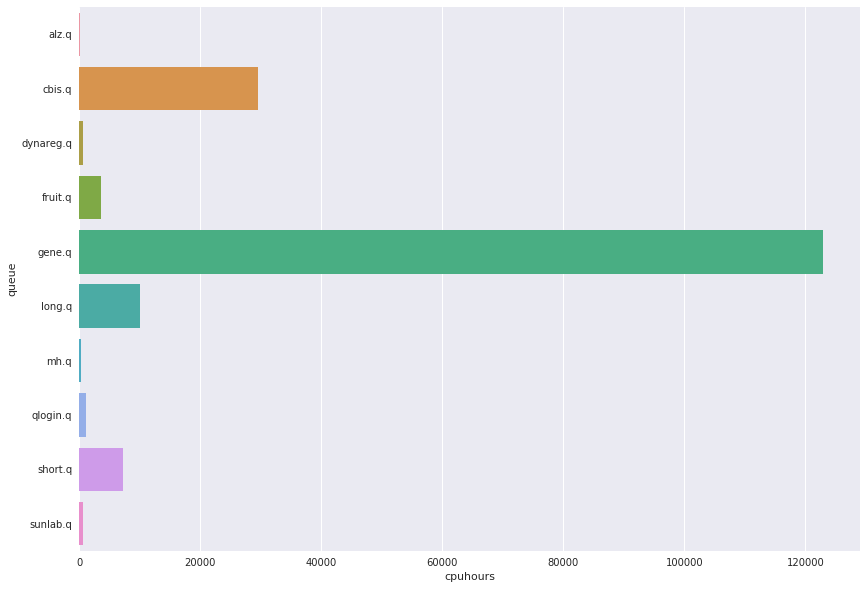 alz.q
cbis.q
dynareg.q
fruit.q
gene.q
long.q
mh.q
qlogin.q
short.q
sunlab.q
queue
0 20000 40000 60000 80000 100000 120000
cpuhours